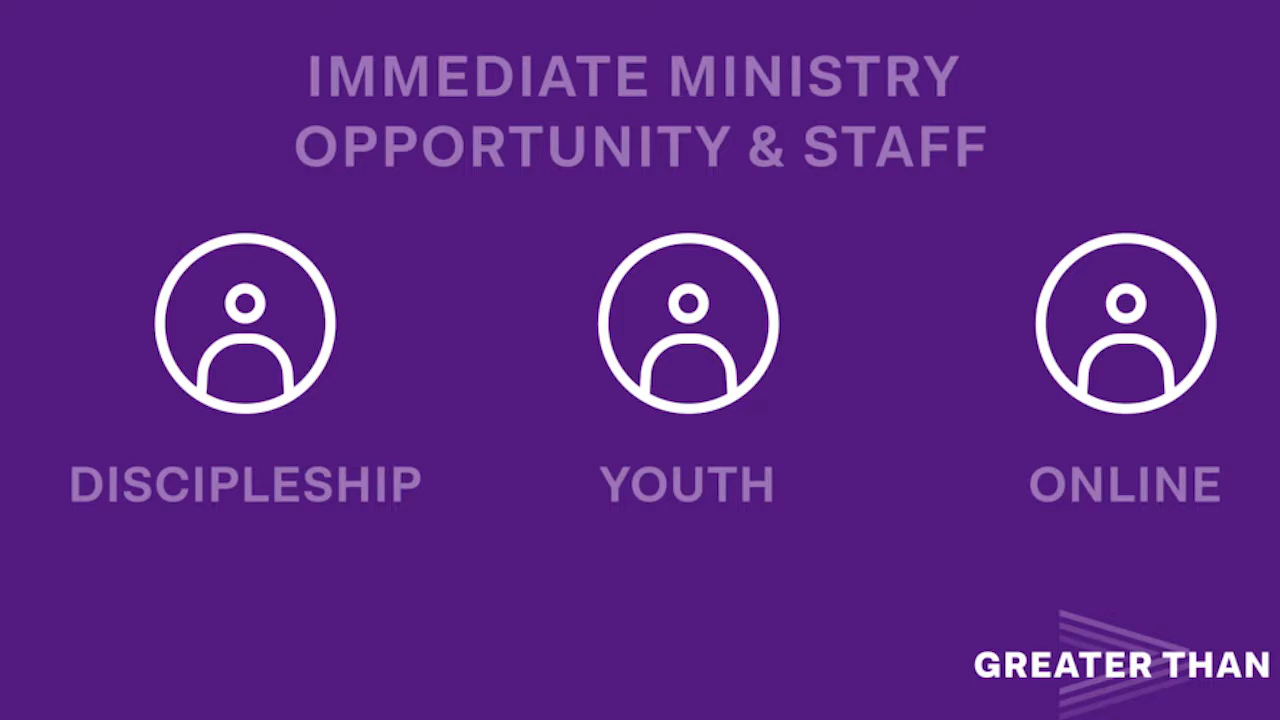 IMMEDIATE MINISTRY
OPPORTUNITY & STAFF
DISCIPLESHIP
YOUTH
ONLINE
GREATER THAN